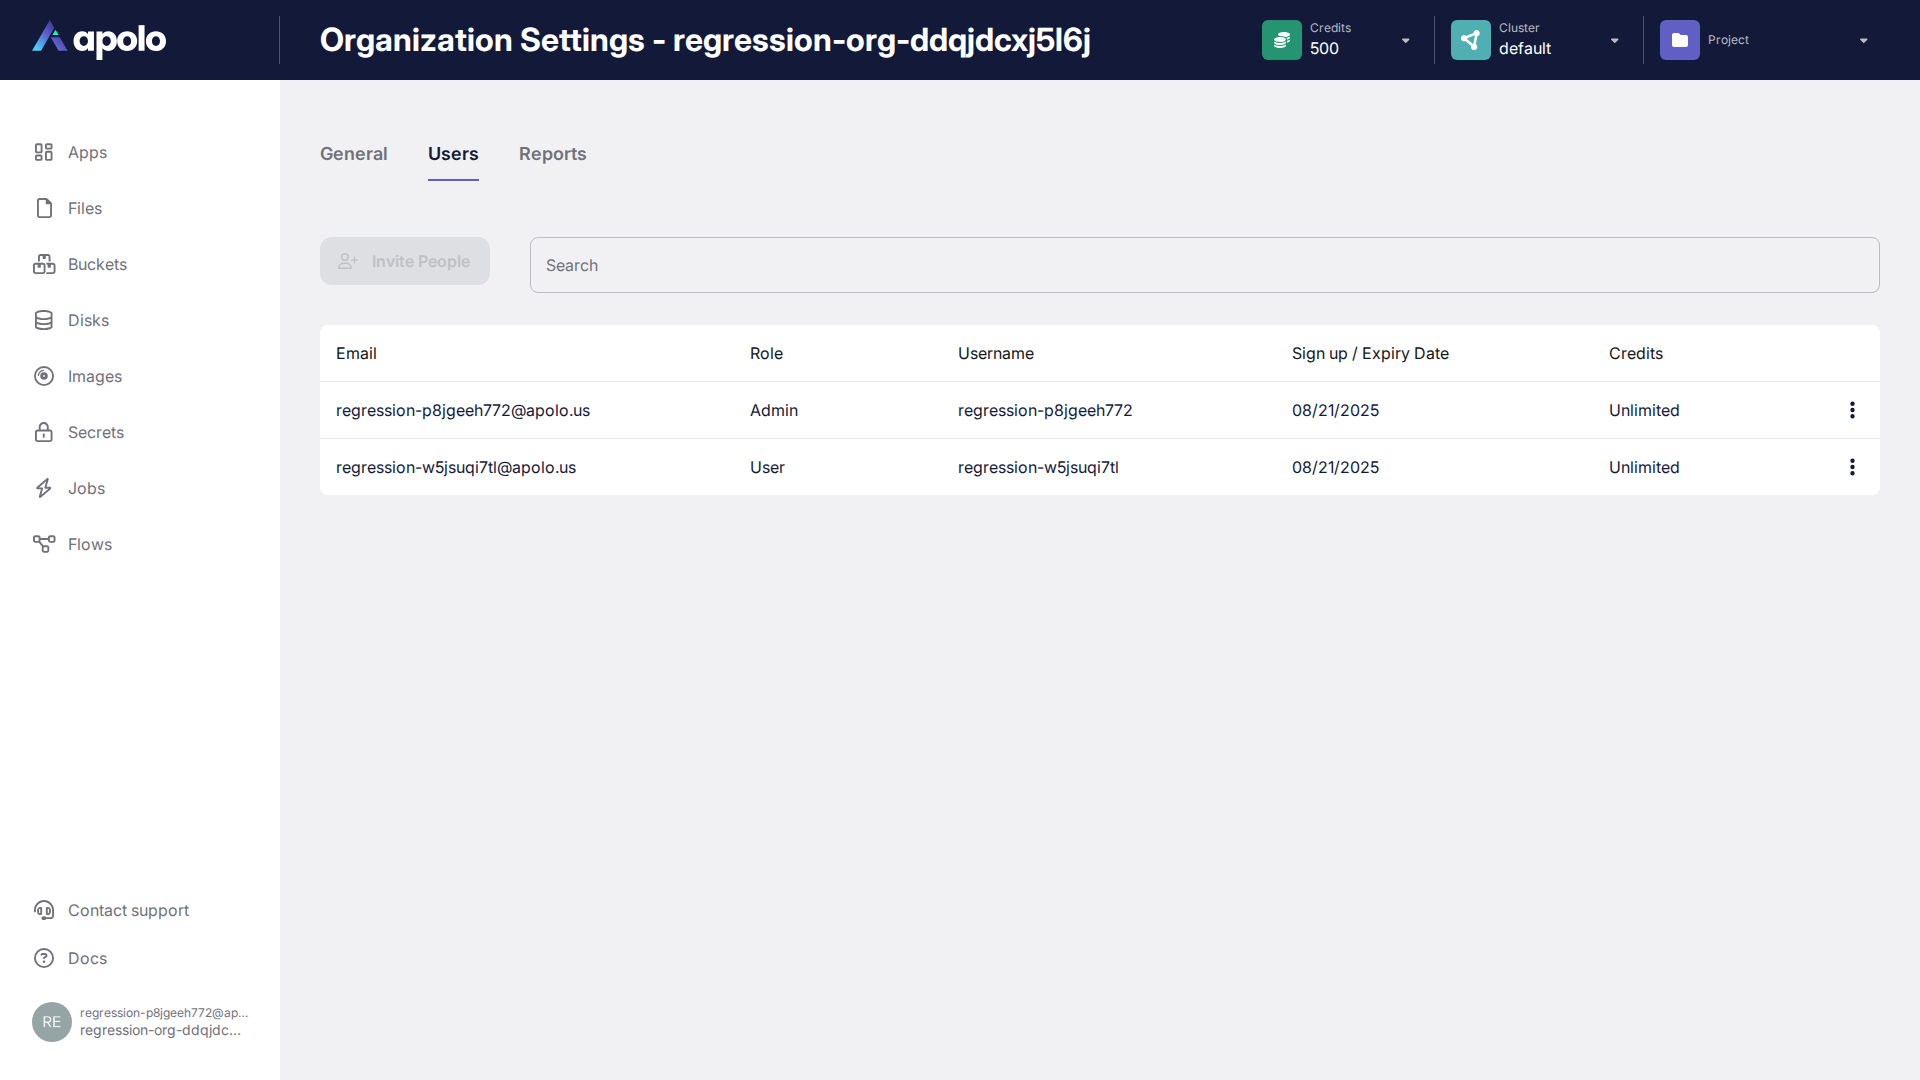 apolo
Organization Settings - regression-org-ddqjdcxj5l6j
Credits
500
Cluster
default
Project
Apps
Files
Buckets
Disks
Images
Secrets
Jobs
Flows
Contact support
Docs
RE
regression-p8jgeeh772@ap...
regression-org-ddqjdc...
General Users Reports
Invite People
Search
Email Role Username Sign up / Expiry Date Credits
regression-p8jgeeh772@apolo.us Admin regression-p8jgeeh772 08/21/2025 Unlimited
regression-w5jsuqi7tl@apolo.us User regression-w5jsuqi7tl 08/21/2025 Unlimited